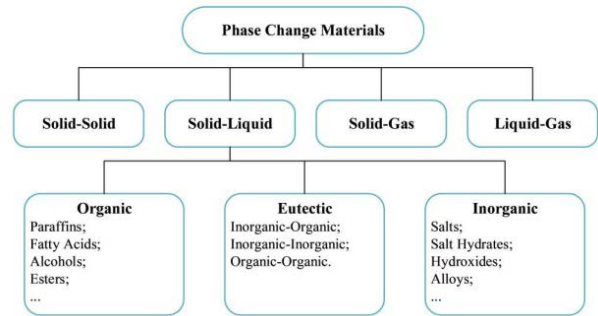 Phase Change Materials
Solid-Solid
Solid-Liquid
Solid-Gas
Liquid-Gas
Organic
Paraffins;
Fatty Acids;
Alcohols;
Esters;
...
Eutectic
Inorganic-Organic;
Inorganic-Inorganic;
Organic-Organic.
Inorganic
Salts;
Salt Hydrates;
Hydroxides;
Alloys;
...